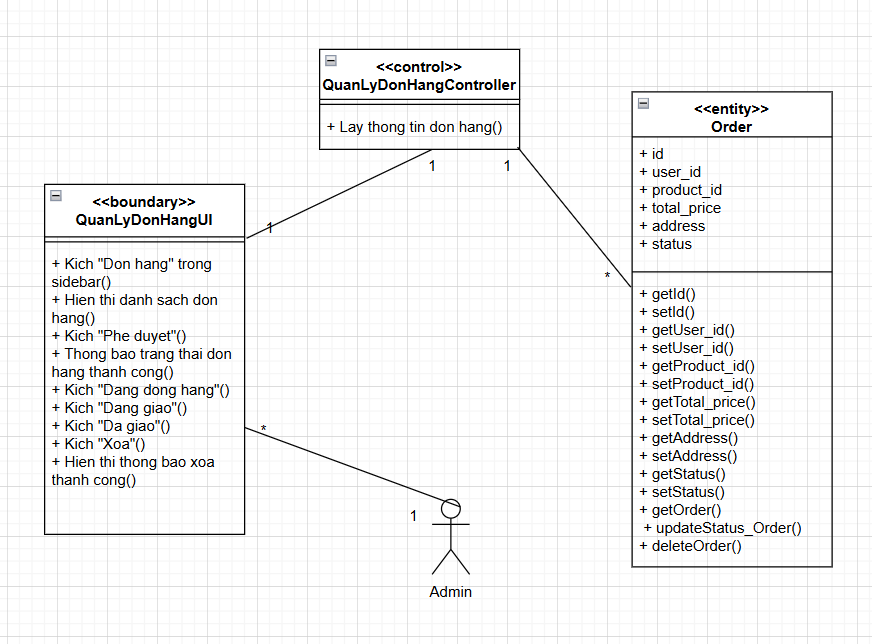 <<control>>
QuanLyDonHangController
+ Lay thong tin don hang()
1
1
<<entity>>
Order
+ id
+ user_id
+ product_id
+ total_price
+ address
+ status
*
+ getId()
+ setId()
+ getUser_id()
+ setUser_id()
+ getProduct_id()
+ setProduct_id()
+ getTotal_price()
+ setTotal_price()
+ getAddress()
+ setAddress()
+ getStatus()
+ setStatus()
+ getOrder()
+ updateStatus_Order()
+ deleteOrder()
<<boundary>>
QuanLyDonHangUI
1
+ Kich "Don hang" trong
sidebar()
+ Hien thi danh sach don
hang()
+ Kich "Phe duyet"()
+ Thong bao trang thai don
hang thanh cong()
+ Kich "Dang dong hang"()
+ Kich "Dang giao"()
+ Kich "Da giao"()
+ Kich "Xoa"()
+ Hien thi thong bao xoa
thanh cong()
*
1
Admin